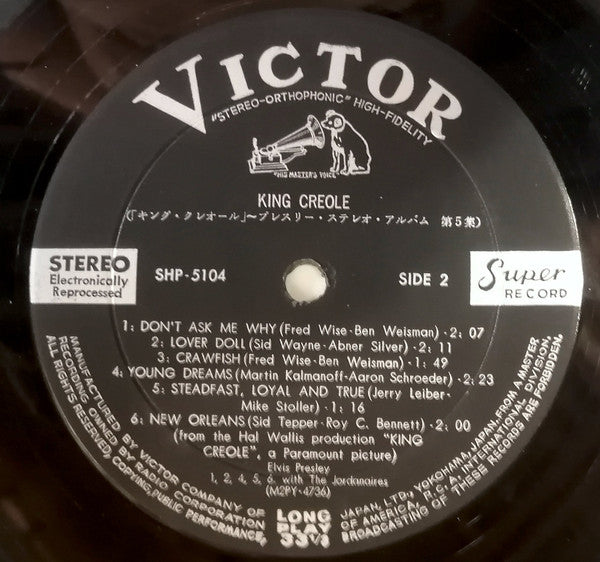 VICTOR
"STEREO-ORTHOPHONIC" HIGH-FIDELITY
"HIS MASTER'S VOICE"
KING CREOLE
(「キング・クレオール」～プレスリー・ステレオ・アルバム 第5集)
STEREO
Electronically
Reprocessed
SHP-5104
SIDE 2
Super
RECORD
1: DON'T ASK ME WHY (Fred Wise-Ben Weisman)·2: 07
2: LOVER DOLL (Sid Wayne-Abner Silver)·2: 11
3: CRAWFISH (Fred Wise-Ben Weisman)·1: 49
4: YOUNG DREAMS (Martin Kalmanoff-Aaron Schroeder)·2: 23
5: STEADFAST, LOYAL AND TRUE (Jerry Leiber-
Mike Stoller)·1: 16
6: NEW ORLEANS (Sid Tepper-Roy C. Bennett)·2: 00
(from the Hal Wallis production "KING
CREOLE", a Paramount picture)
Elvis Presley
1, 2, 4, 5, 6, with The Jordanaires
(M2PY-4736)
LONG
PLAY
33⅓
MANUFACTURED BY VICTOR COMPANY OF JAPAN, LTD., YOKOHAMA, JAPAN, FROM A MASTER
RECORDING OWNED BY RADIO CORPORATION OF AMERICA, R.C.A. INTERNATIONAL DIVISION.
ALL RIGHTS RESERVED, COPYING, PUBLIC PERFORMANCE, BROADCASTING OF THESE RECORDS ARE FORBIDDEN.